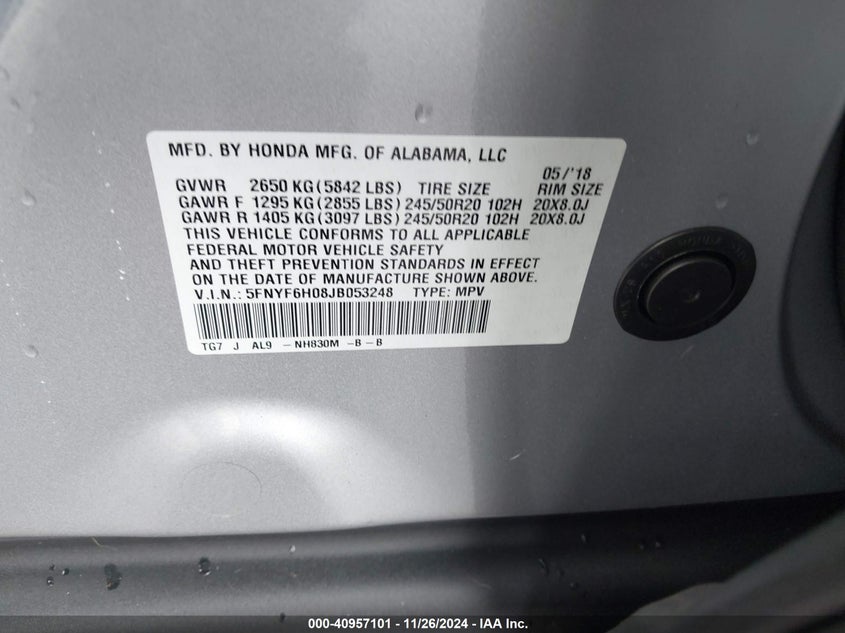 MFD. BY HONDA MFG. OF ALABAMA, LLC
05/'18
GVWR 2650 KG(5842 LBS) TIRE SIZE RIM SIZE
GAWR F 1295 KG(2855 LBS) 245/50R20 102H 20X8.0J
GAWR R 1405 KG(3097 LBS) 245/50R20 102H 20X8.0J
THIS VEHICLE CONFORMS TO ALL APPLICABLE
FEDERAL MOTOR VEHICLE SAFETY
AND THEFT PREVENTION STANDARDS IN EFFECT
ON THE DATE OF MANUFACTURE SHOWN ABOVE.
V.I.N.: 5FNYF6H08JB053248 TYPE: MPV
TG7 J AL9 -NH830M -B-B
000-40957101 - 11/26/2024 - IAA Inc.